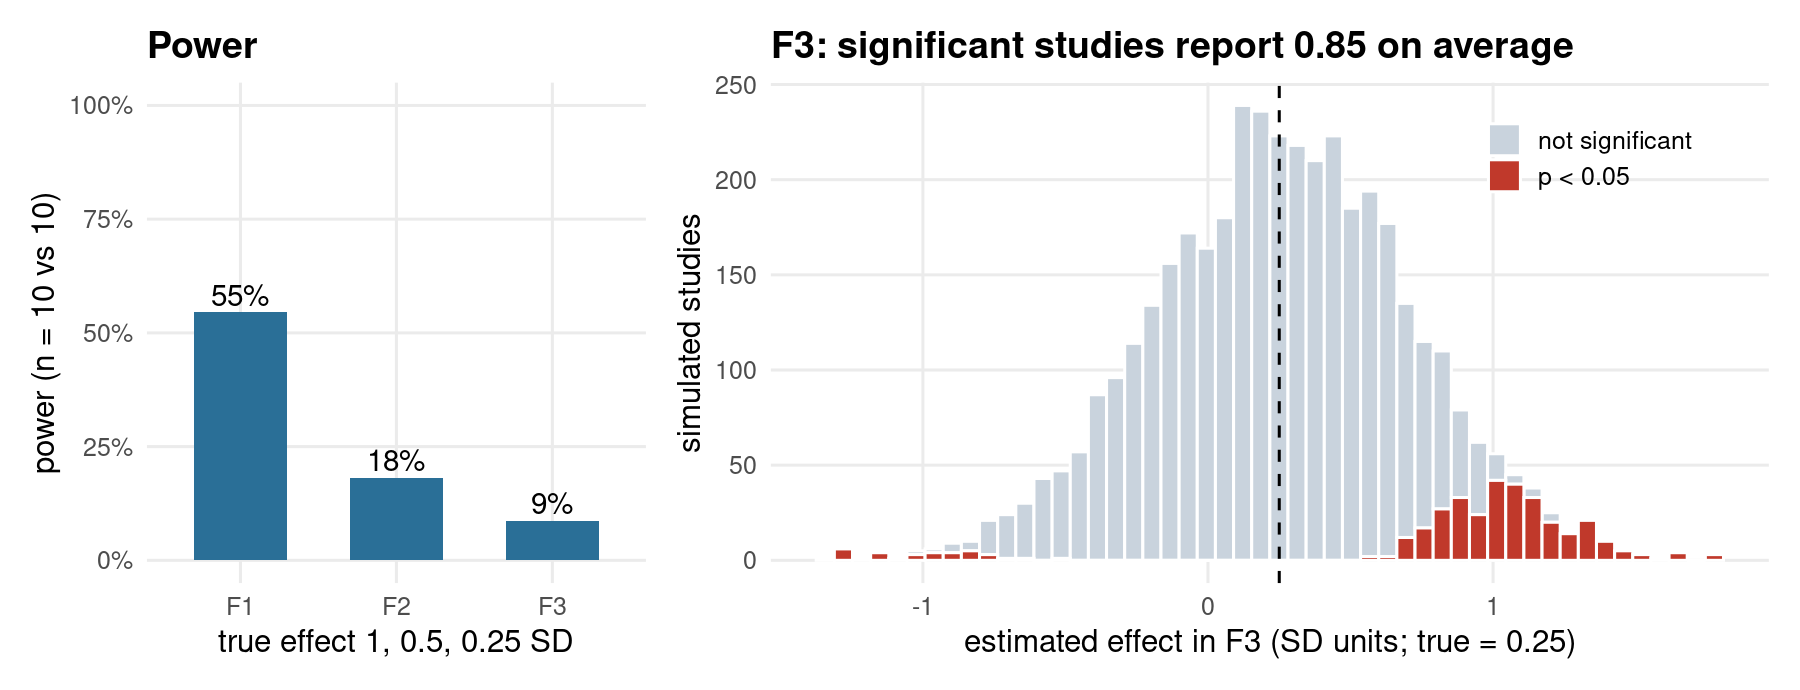 Power
100%
75%
50%
25%
0%
power (n = 10 vs 10)
55%
18%
9%
F1 F2 F3
true effect 1, 0.5, 0.25 SD
F3: significant studies report 0.85 on average
250
200
150
100
50
0
simulated studies
not significant
p < 0.05
-1 0 1
estimated effect in F3 (SD units; true = 0.25)